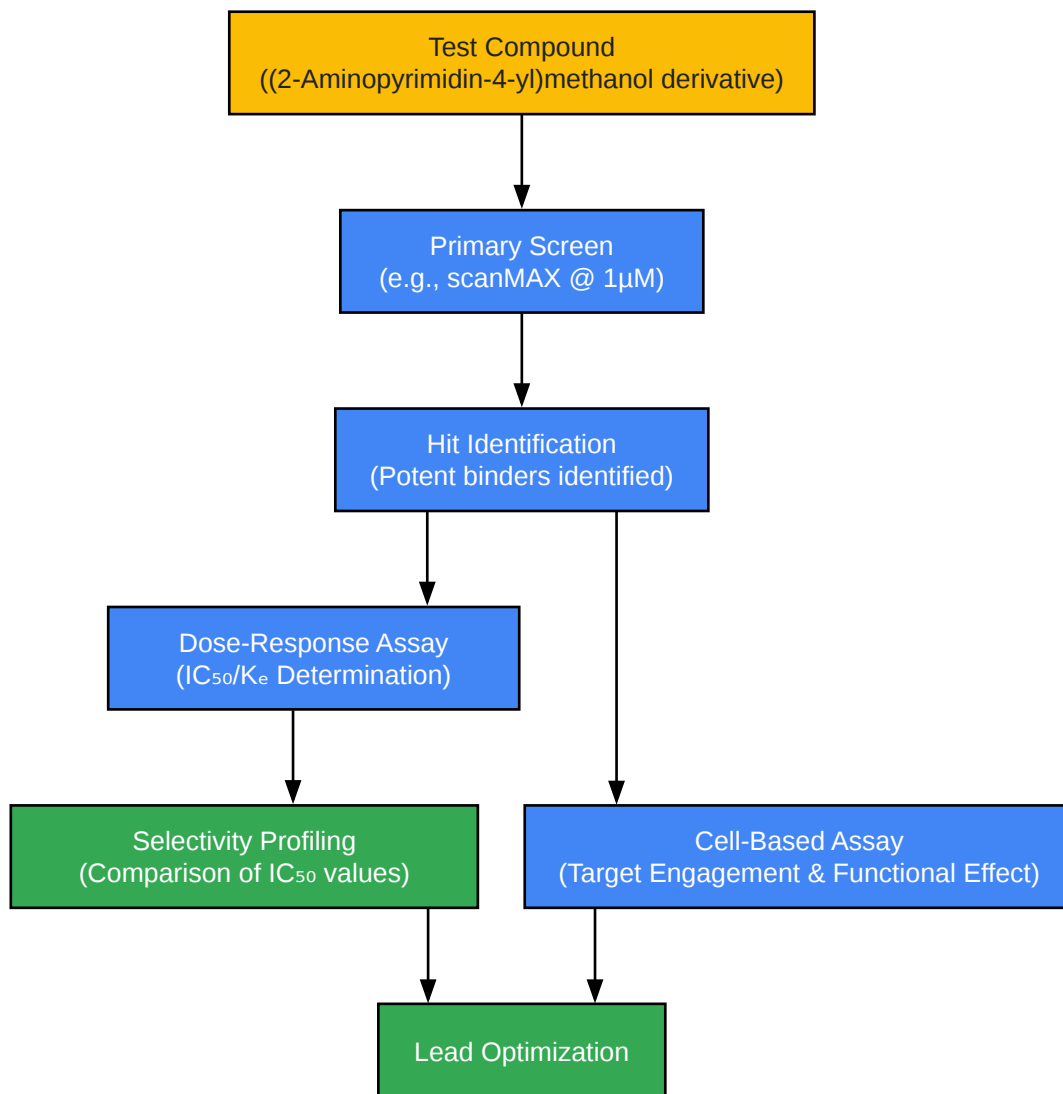 Test Compound
((2-Aminopyrimidin-4-yl)methanol derivative)
Primary Screen
(e.g., scanMAX @ 1µM)
Hit Identification
(Potent binders identified)
Dose-Response Assay
(IC₅₀/Kₑ Determination)
Selectivity Profiling
(Comparison of IC₅₀ values)
Cell-Based Assay
(Target Engagement & Functional Effect)
Lead Optimization